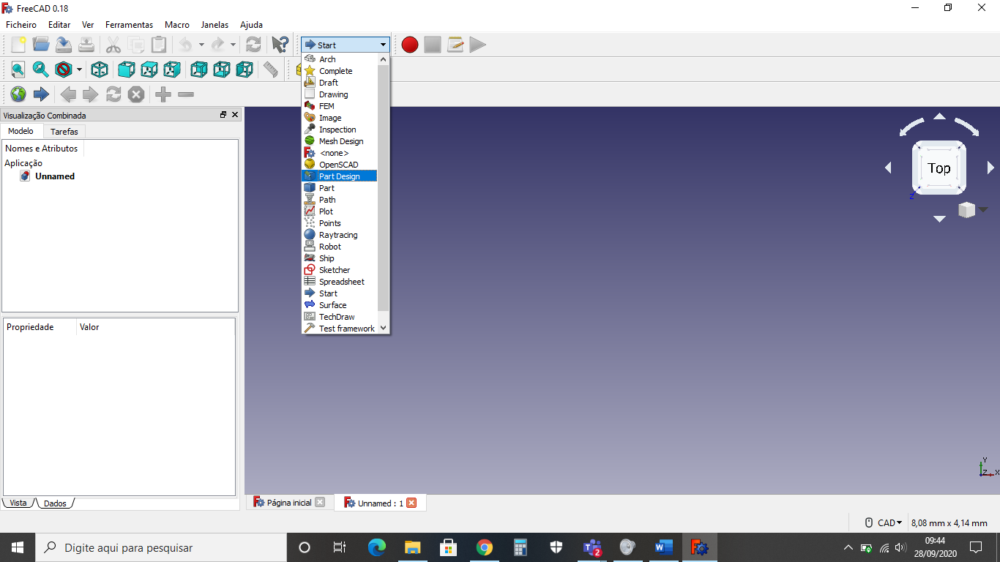 FreeCAD 0.18
Ficheiro Editar Ver Ferramentas Macro Janelas Ajuda
Start
Arch
Complete
Draft
Drawing
FEM
Image
Inspection
Mesh Design
<none>
OpenSCAD
Part Design
Part
Path
Plot
Points
Raytracing
Robot
Ship
Sketcher
Spreadsheet
Start
Surface
TechDraw
Test framework
Visualização Combinada
Modelo Tarefas
Nomes e Atributos
Aplicação
Unnamed
Propriedade Valor
Vista Dados
Top
Z
Y
Z X
Página inicial Unnamed : 1
CAD 8,08 mm x 4,14 mm
Digite aqui para pesquisar
2
09:44
28/09/2020